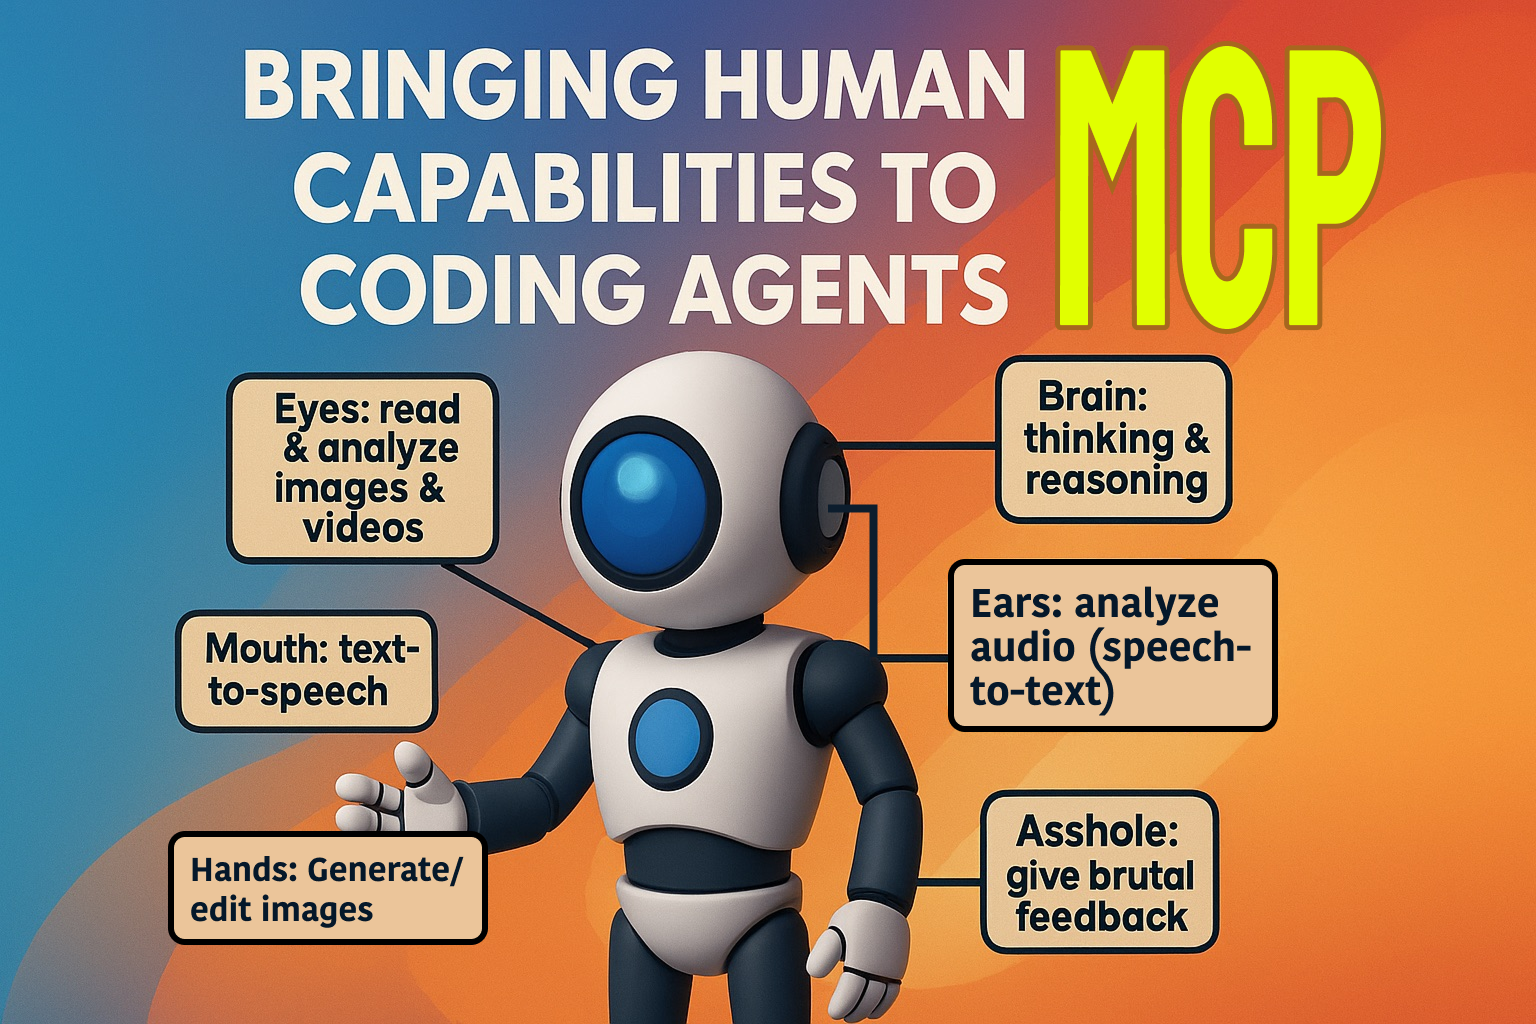 BRINGING HUMAN
CAPABILITIES TO
CODING AGENTS
MCP
Eyes: read
& analyze
images &
videos
Brain:
thinking &
reasoning
Mouth: text-
to-speech
Ears: analyze
audio (speech-
to-text)
Hands: Generate/
edit images
Asshole:
give brutal
feedback